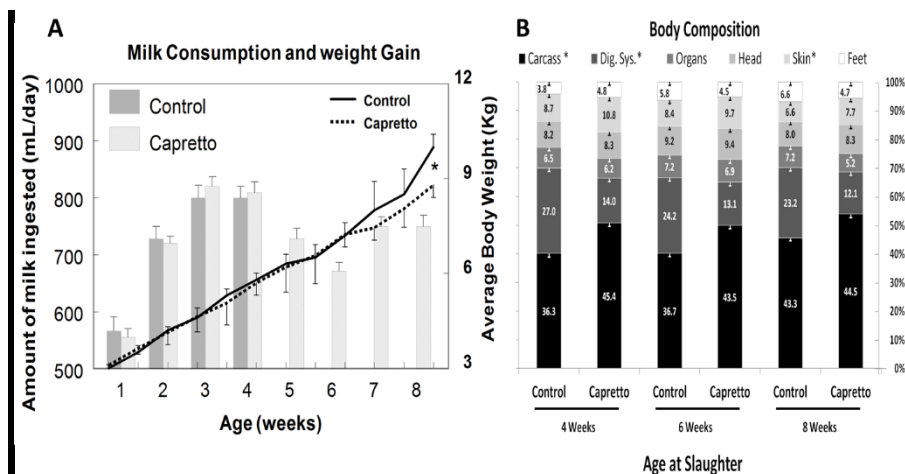 A
Milk Consumption and weight Gain
Amount of milk ingested (mL/day)
1000
900
800
700
600
500
Control
Capretto
Control
Capretto
*
12
9
6
3
Average Body Weight (Kg)
1 2 3 4 5 6 7 8
Age (weeks)
B
Body Composition
Carcass * Dig. Sys.* Organs Head Skin* Feet
3.8 4.8 5.8 4.5 6.6 4.7
8.7 10.8 8.4 9.7 6.6 7.7
8.2 8.3 9.2 9.4 8.0 8.3
6.5 6.2 7.2 6.9 7.2 5.2
27.0 14.0 24.2 13.1 23.2 12.1
36.3 45.4 36.7 43.5 43.3 44.5
100%
90%
80%
70%
60%
50%
40%
30%
20%
10%
0%
Control Capretto Control Capretto Control Capretto
4 Weeks 6 Weeks 8 Weeks
Age at Slaughter